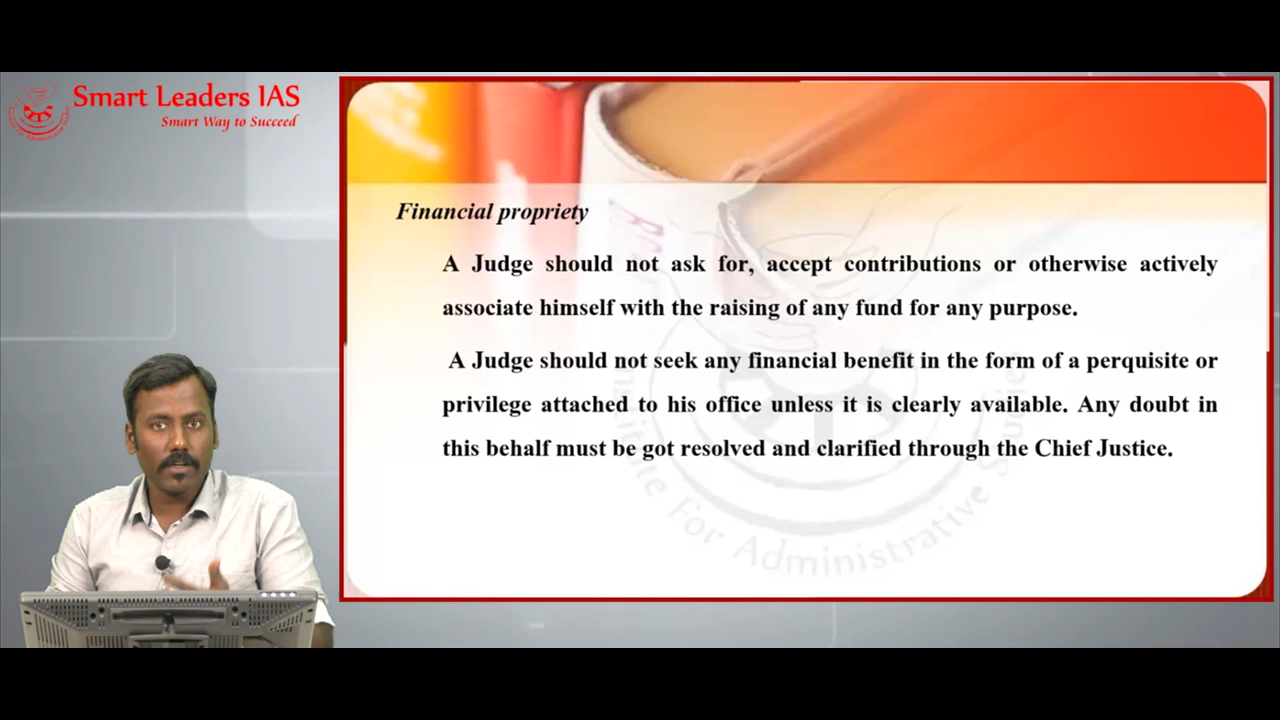 Smart Leaders IAS
Smart Way to Succeed
Financial propriety
A Judge should not ask for, accept contributions or otherwise actively
associate himself with the raising of any fund for any purpose.
A Judge should not seek any financial benefit in the form of a perquisite or
privilege attached to his office unless it is clearly available. Any doubt in
this behalf must be got resolved and clarified through the Chief Justice.
For Administrative